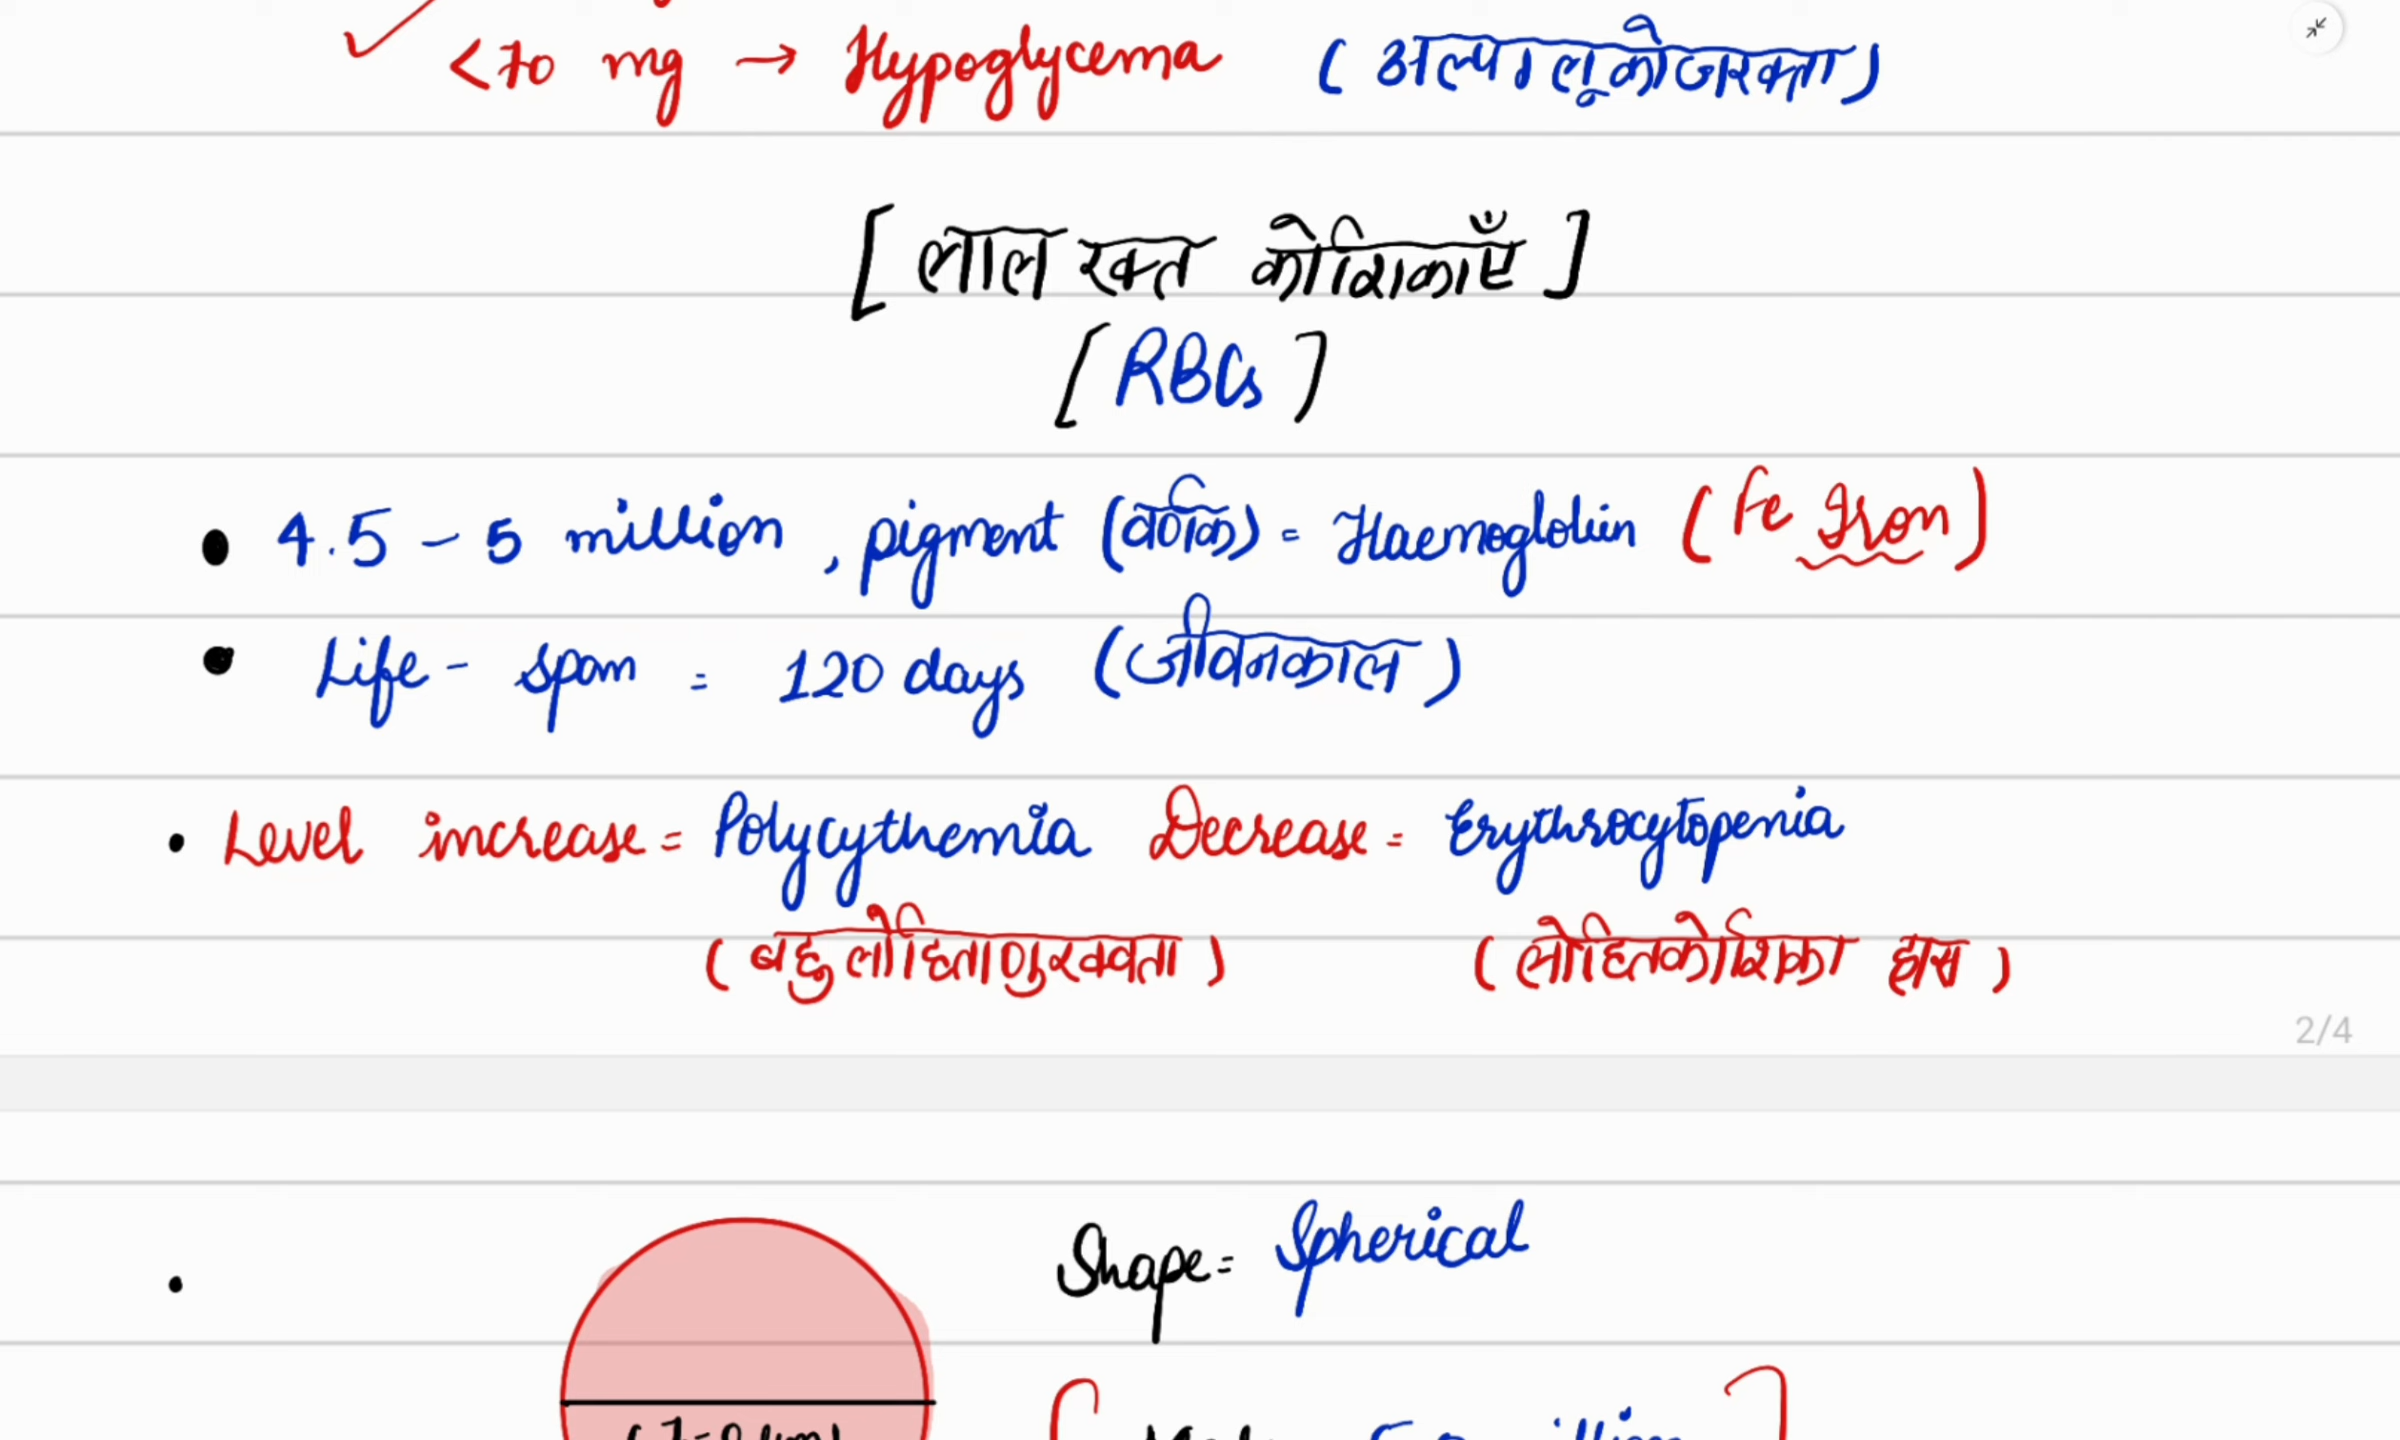 <70 mg → Hypoglycema (अल्पग्लूकोजरक्तता)
[लाल रक्त कोशिकाएँ]
[RBCs]
● 4.5 – 5 million, pigment (वर्णक) = Haemoglobin (Fe Iron)
● Life - span = 120 days (जीवनकाल)
• Level increase = Polycythemia Decrease = Erythrocytopenia
(बहुलोहिताणुरक्तता) (लोहितकोशिका ह्रास)
2/4
• Shape = Spherical